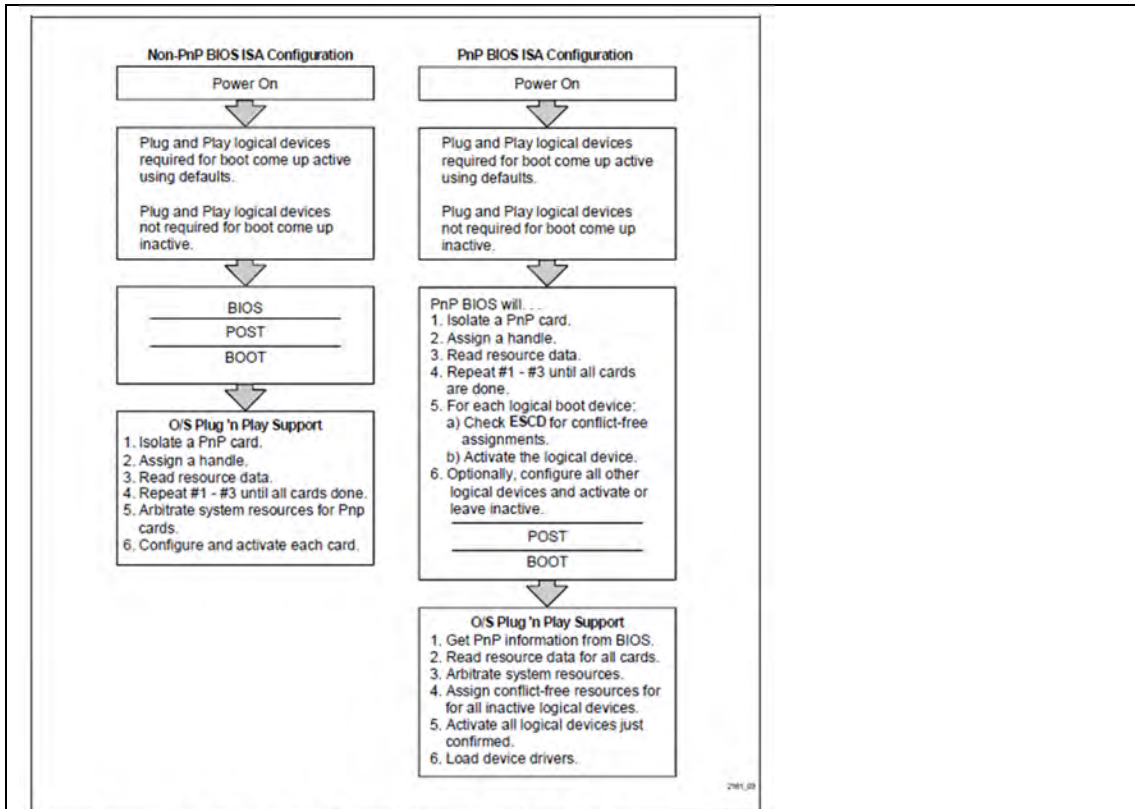 Non-PnP BIOS ISA Configuration
Power On
Plug and Play logical devices
required for boot come up active
using defaults.
Plug and Play logical devices
not required for boot come up
inactive.
BIOS
POST
BOOT
O/S Plug 'n Play Support
1. Isolate a PnP card.
2. Assign a handle.
3. Read resource data.
4. Repeat #1 - #3 until all cards done.
5. Arbitrate system resources for Pnp
cards.
6. Configure and activate each card.
PnP BIOS ISA Configuration
Power On
Plug and Play logical devices
required for boot come up active
using defaults.
Plug and Play logical devices
not required for boot come up
inactive.
PnP BIOS will. . .
1. Isolate a PnP card.
2. Assign a handle.
3. Read resource data.
4. Repeat #1 - #3 until all cards
are done.
5. For each logical boot device:
a) Check ESCD for conflict-free
assignments.
b) Activate the logical device.
6. Optionally, configure all other
logical devices and activate or
leave inactive.
POST
BOOT
O/S Plug 'n Play Support
1. Get PnP information from BIOS.
2. Read resource data for all cards.
3. Arbitrate system resources.
4. Assign conflict-free resources for
for all inactive logical devices.
5. Activate all logical devices just
confirmed.
6. Load device drivers.